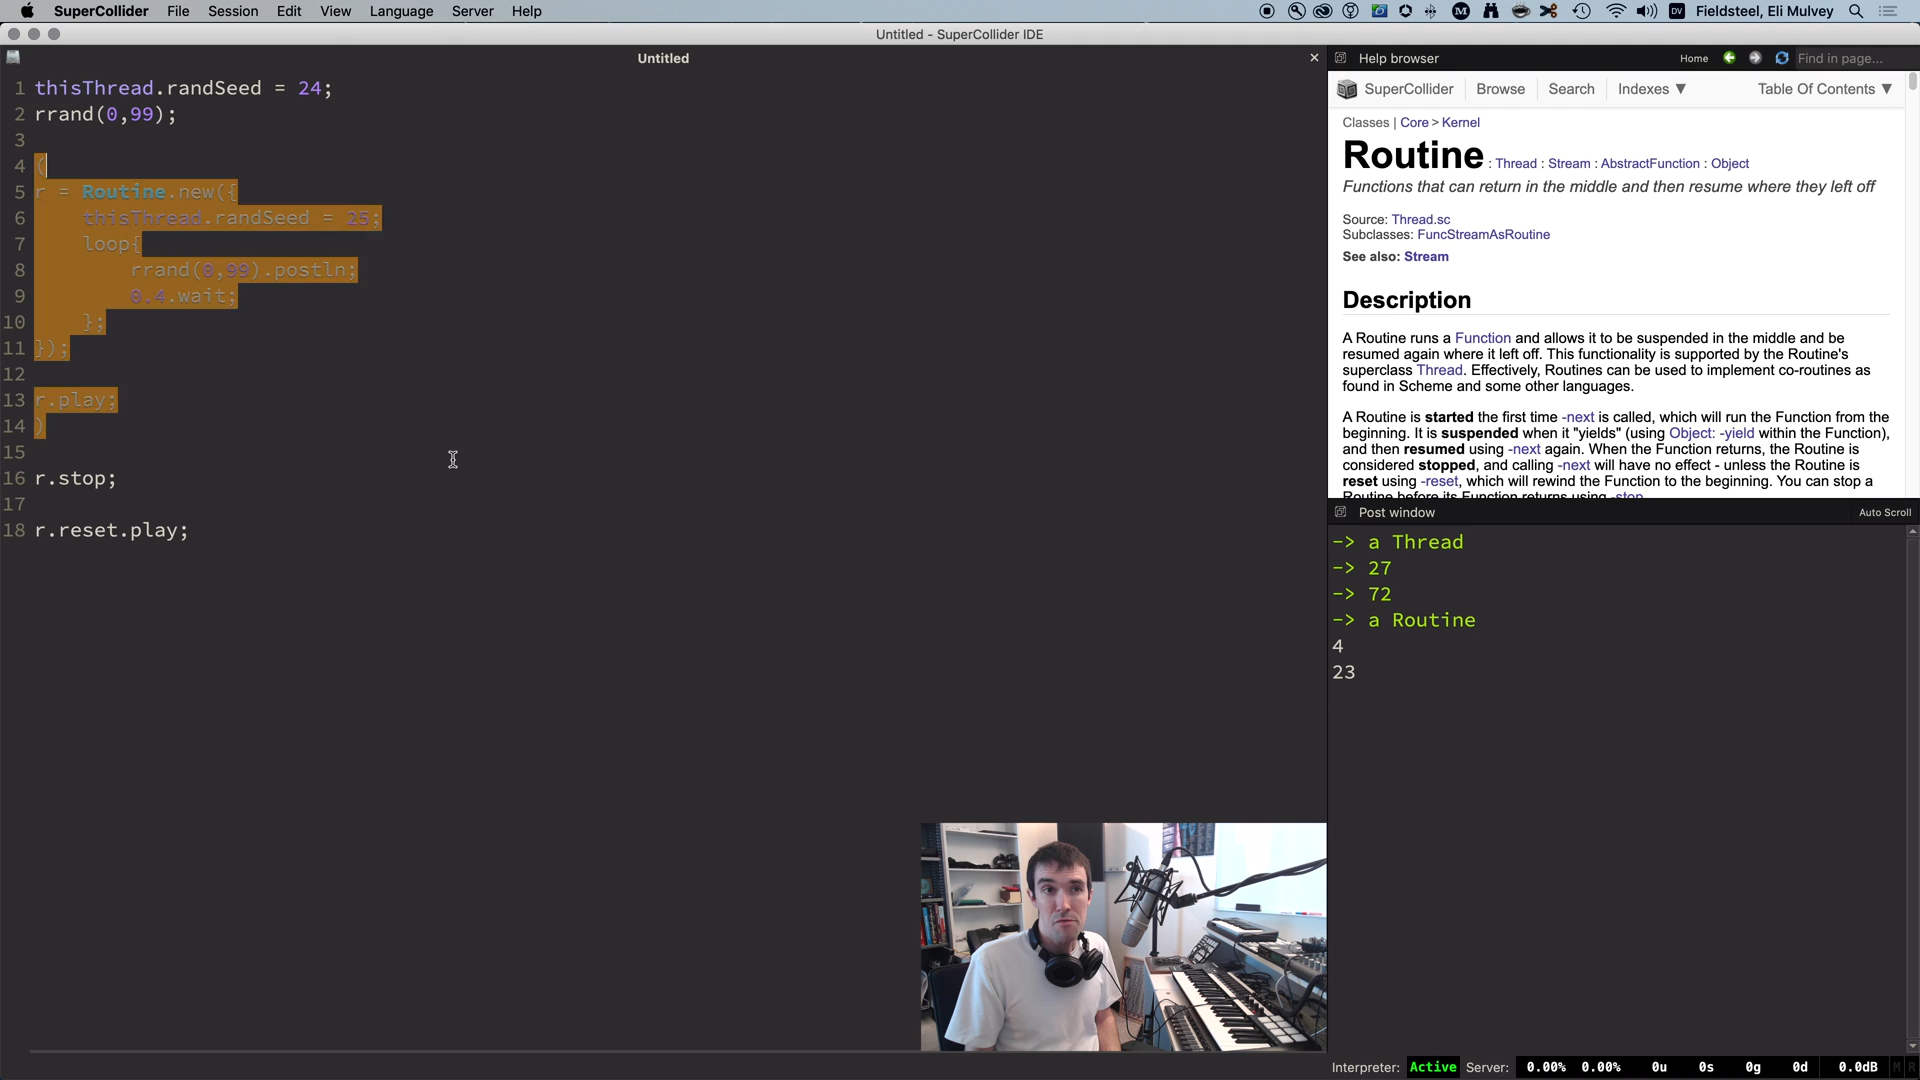 SuperCollider File Session Edit View Language Server Help
Fieldsteel, Eli Mulvey
Untitled - SuperCollider IDE
Untitled
1 thisThread.randSeed = 24;
2 rrand(0,99);
3
4 (
5 r = Routine.new({
6 thisThread.randSeed = 25;
7 loop{
8 rrand(0,99).postln;
9 0.4.wait;
10 };
11 });
12
13 r.play;
14 )
15
16 r.stop;
17
18 r.reset.play;
Help browser
Home
Find in page...
SuperCollider Browse Search Indexes ▼ Table Of Contents ▼
Classes | Core > Kernel
Routine : Thread : Stream : AbstractFunction : Object
Functions that can return in the middle and then resume where they left off
Source: Thread.sc
Subclasses: FuncStreamAsRoutine
See also: Stream
Description
A Routine runs a Function and allows it to be suspended in the middle and be
resumed again where it left off. This functionality is supported by the Routine's
superclass Thread. Effectively, Routines can be used to implement co-routines as
found in Scheme and some other languages.
A Routine is started the first time -next is called, which will run the Function from the
beginning. It is suspended when it "yields" (using Object: -yield within the Function),
and then resumed using -next again. When the Function returns, the Routine is
considered stopped, and calling -next will have no effect - unless the Routine is
reset using -reset, which will rewind the Function to the beginning. You can stop a
Routine before its Function returns using -stop
Post window
Auto Scroll
-> a Thread
-> 27
-> 72
-> a Routine
4
23
Interpreter: Active Server: 0.00% 0.00% 0u 0s 0g 0d 0.0dB M R